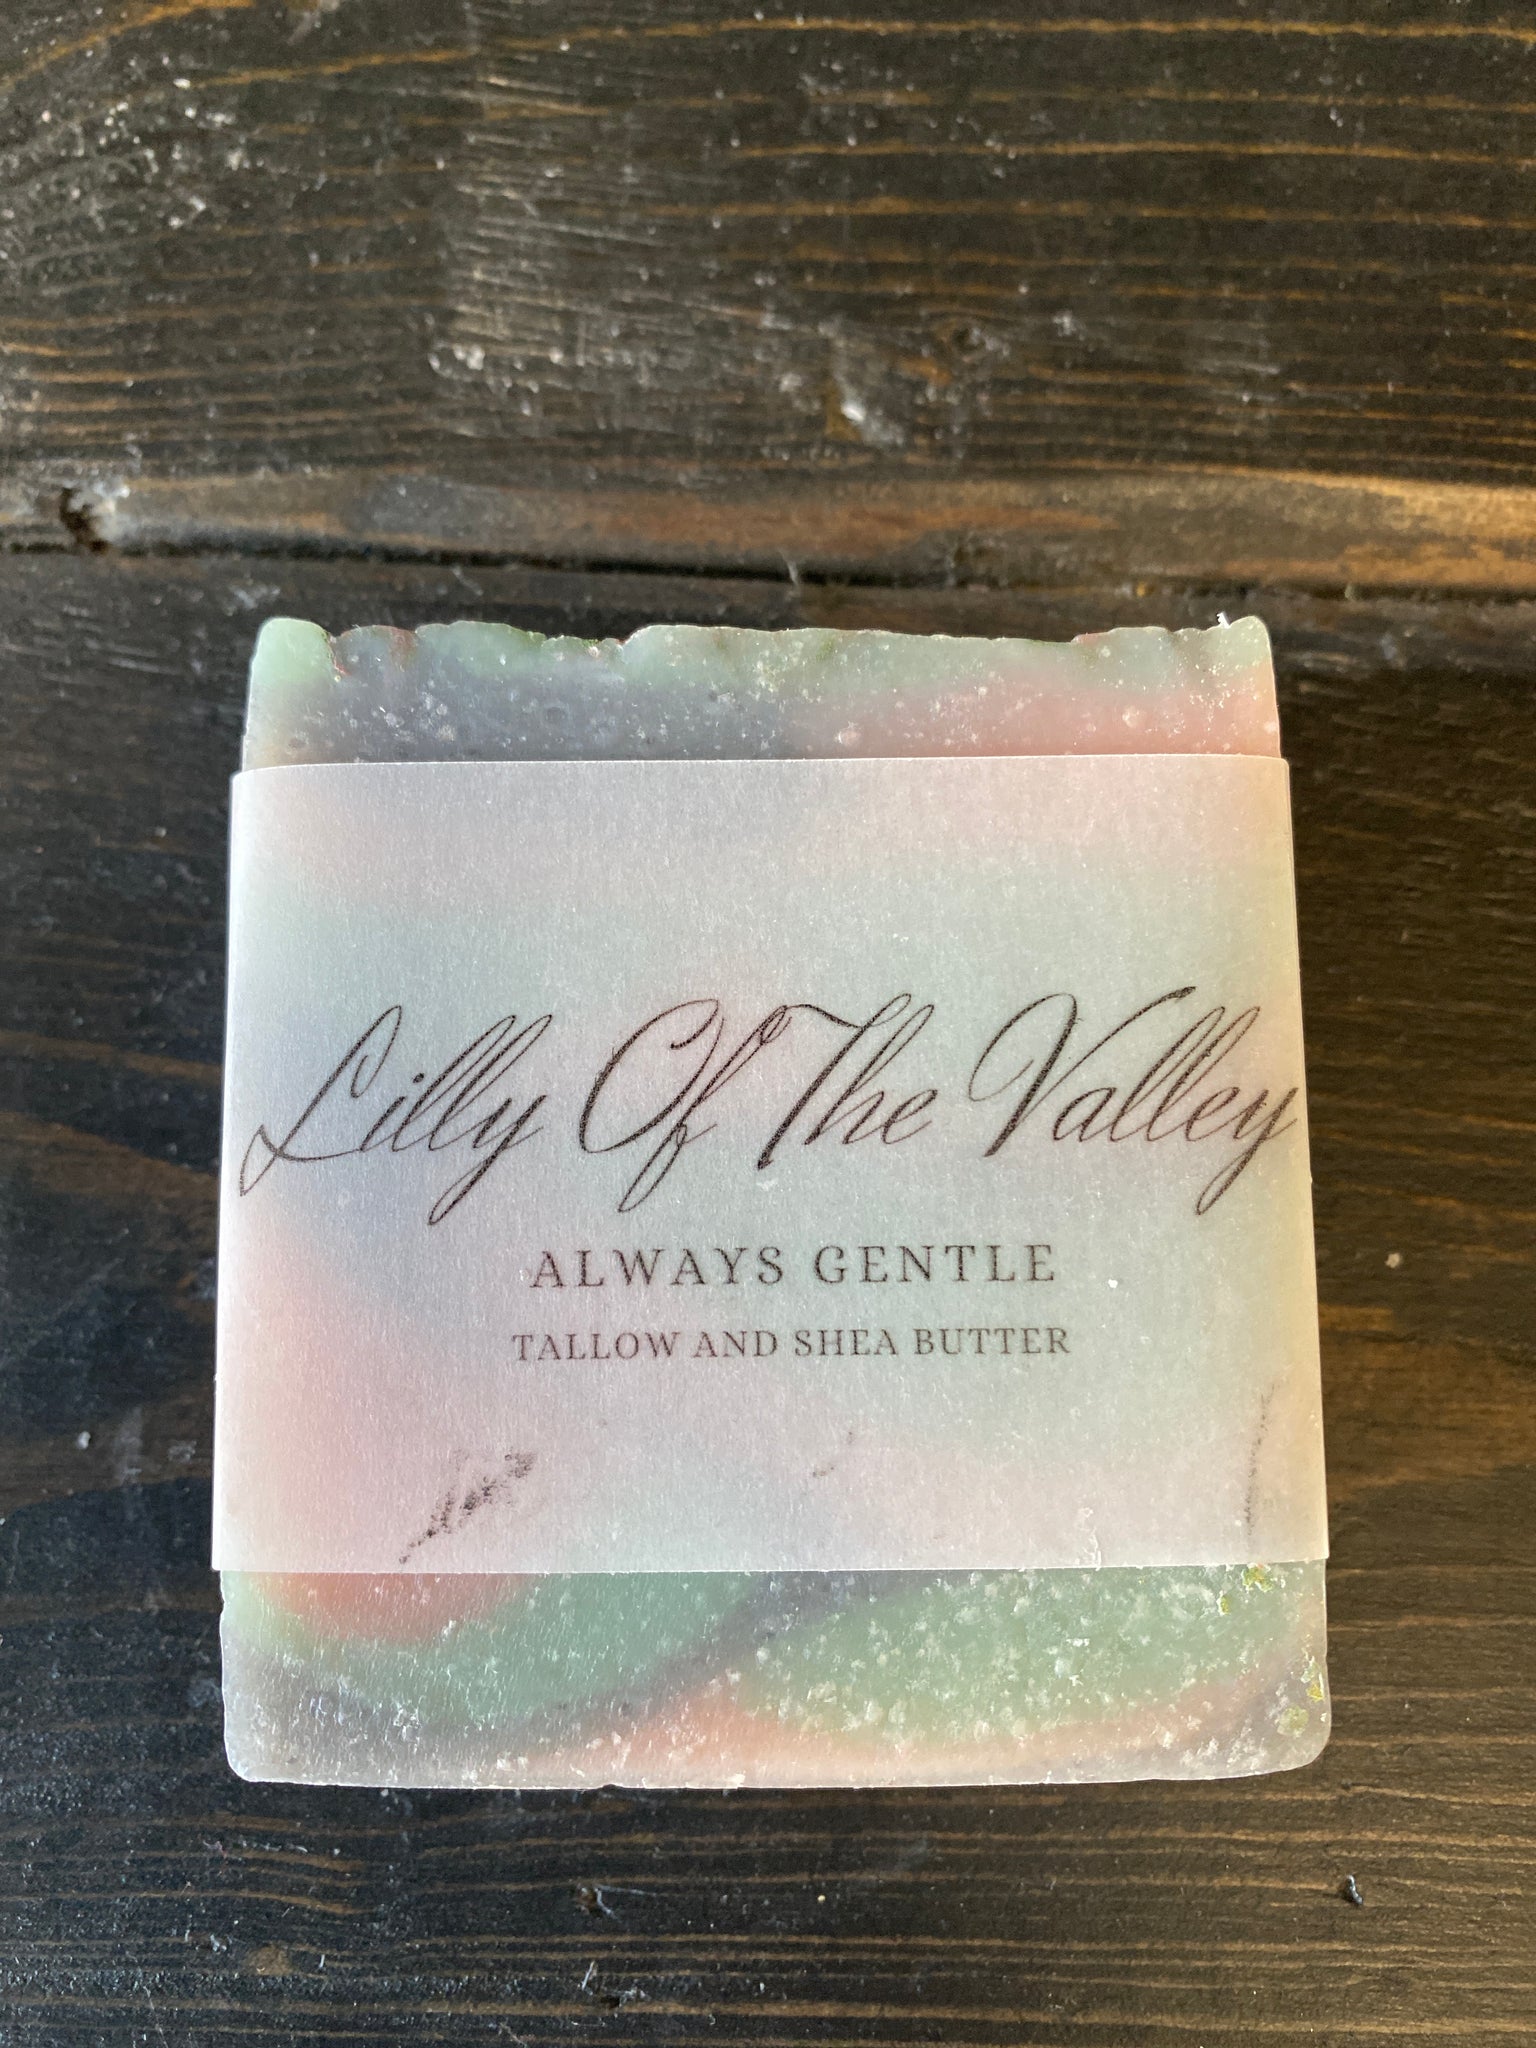 Lilly Of The Valley
ALWAYS GENTLE
TALLOW AND SHEA BUTTER